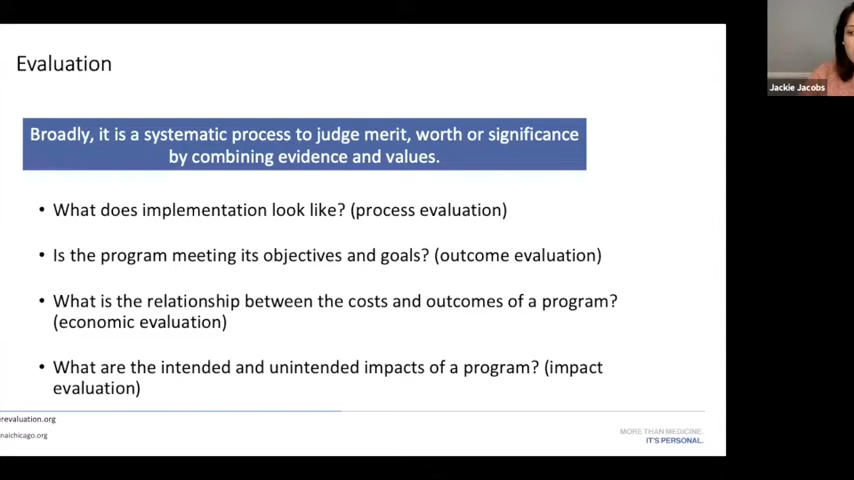 Evaluation
Jackie Jacobs
Broadly, it is a systematic process to judge merit, worth or significance
by combining evidence and values.
• What does implementation look like? (process evaluation)
• Is the program meeting its objectives and goals? (outcome evaluation)
• What is the relationship between the costs and outcomes of a program?
(economic evaluation)
• What are the intended and unintended impacts of a program? (impact
evaluation)
erevaluation.org
naichicago.org
MORE THAN MEDICINE.
IT'S PERSONAL.